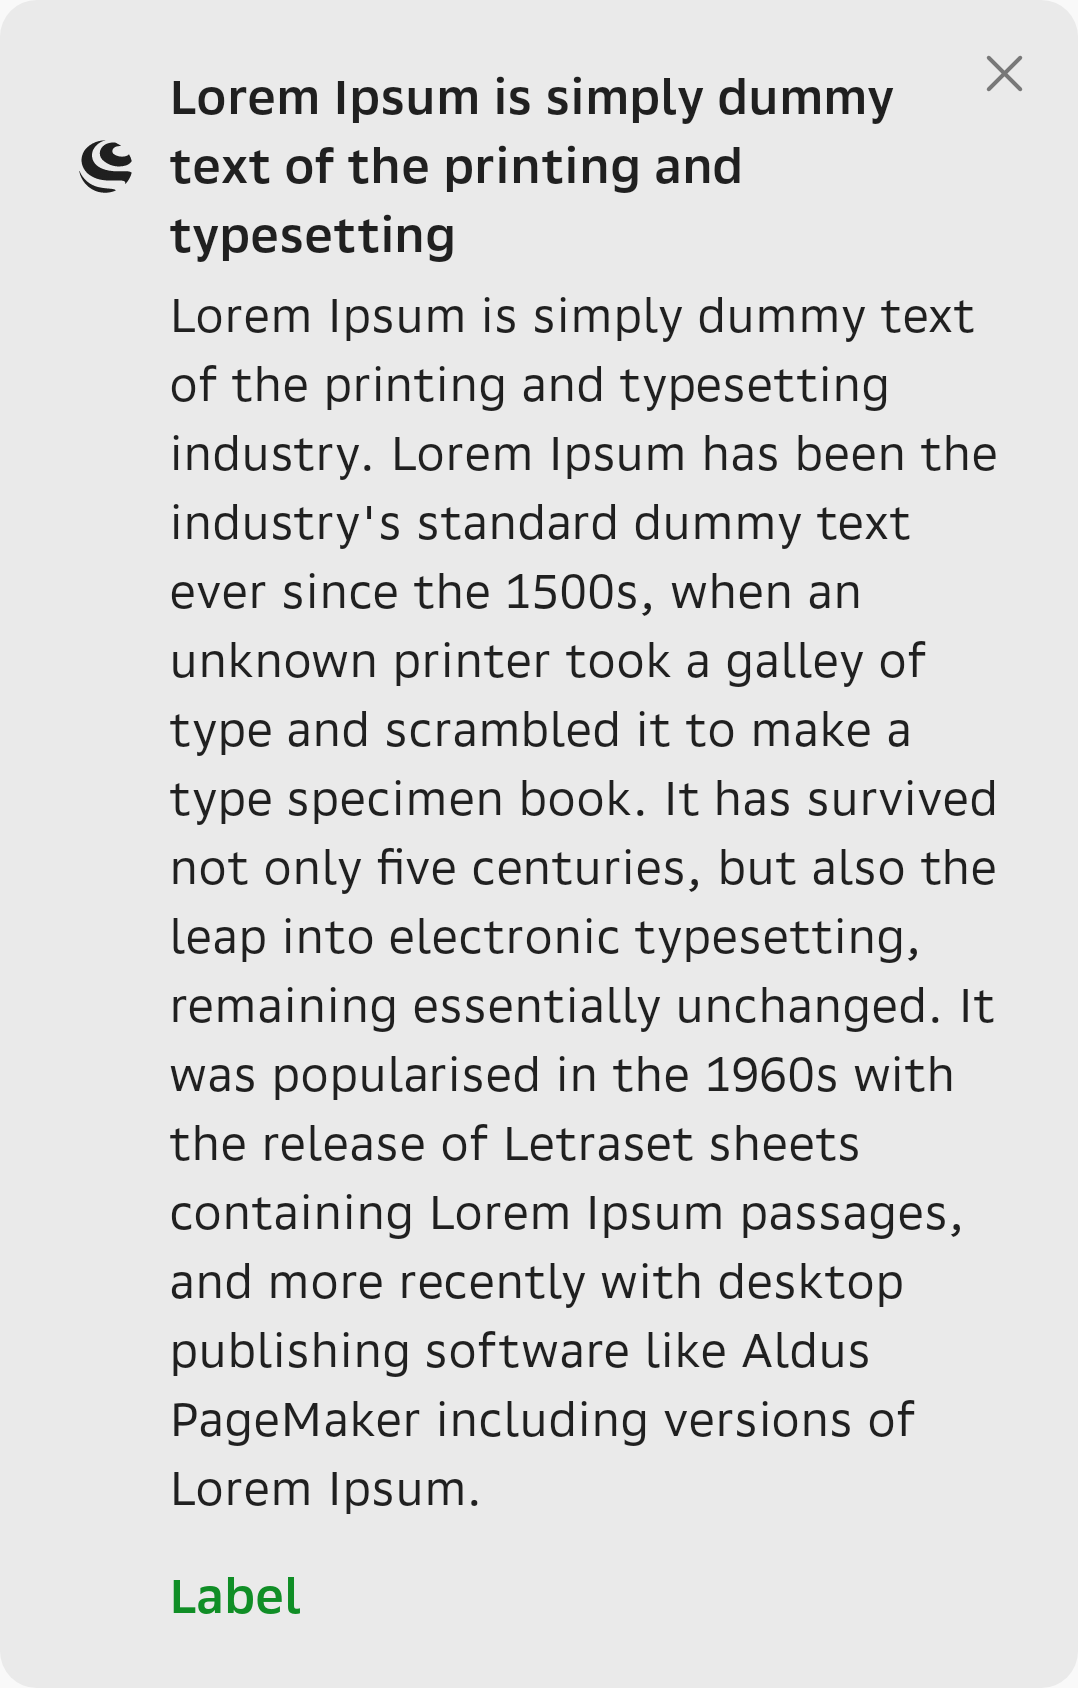 Lorem Ipsum is simply dummy
text of the printing and
typesetting
Lorem Ipsum is simply dummy text
of the printing and typesetting
industry. Lorem Ipsum has been the
industry's standard dummy text
ever since the 1500s, when an
unknown printer took a galley of
type and scrambled it to make a
type specimen book. It has survived
not only five centuries, but also the
leap into electronic typesetting,
remaining essentially unchanged. It
was popularised in the 1960s with
the release of Letraset sheets
containing Lorem Ipsum passages,
and more recently with desktop
publishing software like Aldus
PageMaker including versions of
Lorem Ipsum.
Label